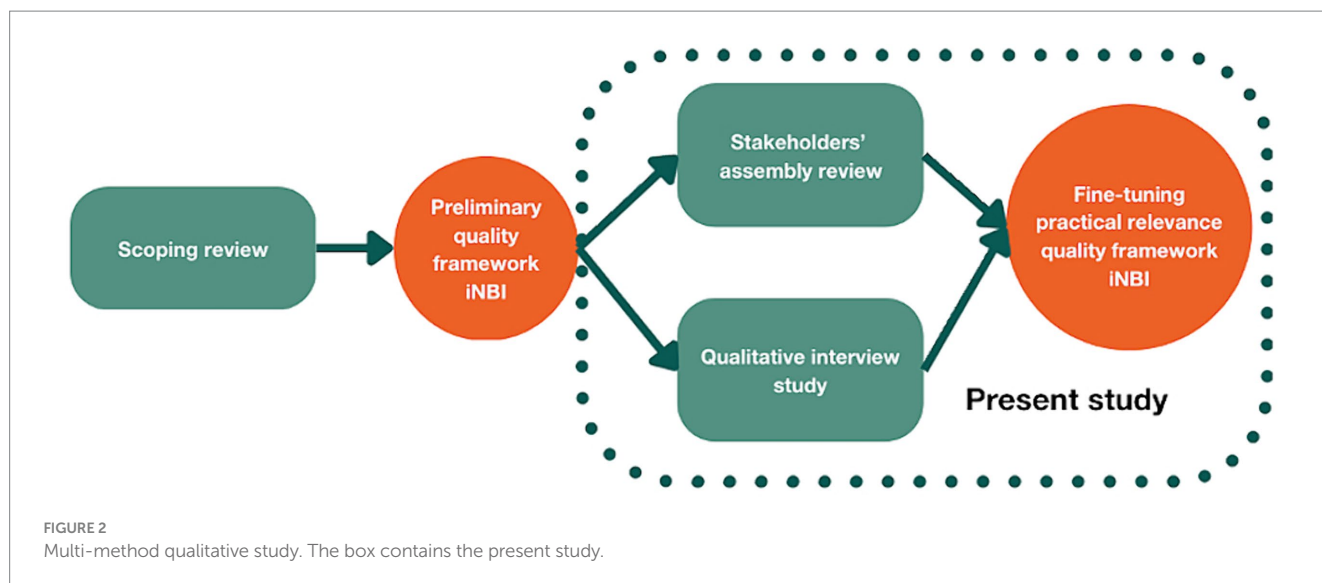 Scoping review
Preliminary
quality
framework
iNBI
Stakeholders’
assembly review
Qualitative interview
study
Fine-tuning
practical relevance
quality framework
iNBI
Present study
FIGURE 2
Multi-method qualitative study. The box contains the present study.